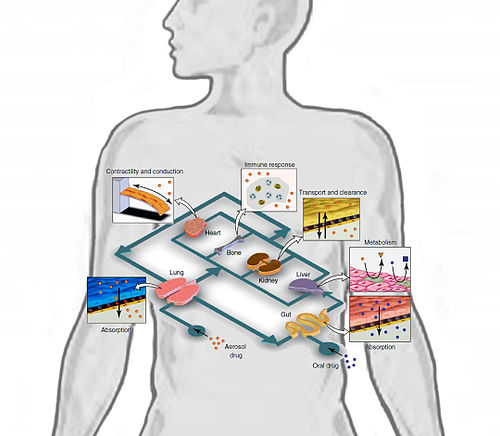 Immune response
Contractility and conduction
Transport and clearance
Heart
Bone
Metabolism
Lung
Kidney
Liver
Gut
Absorption
Aerosol
drug
Absorption
Oral drug